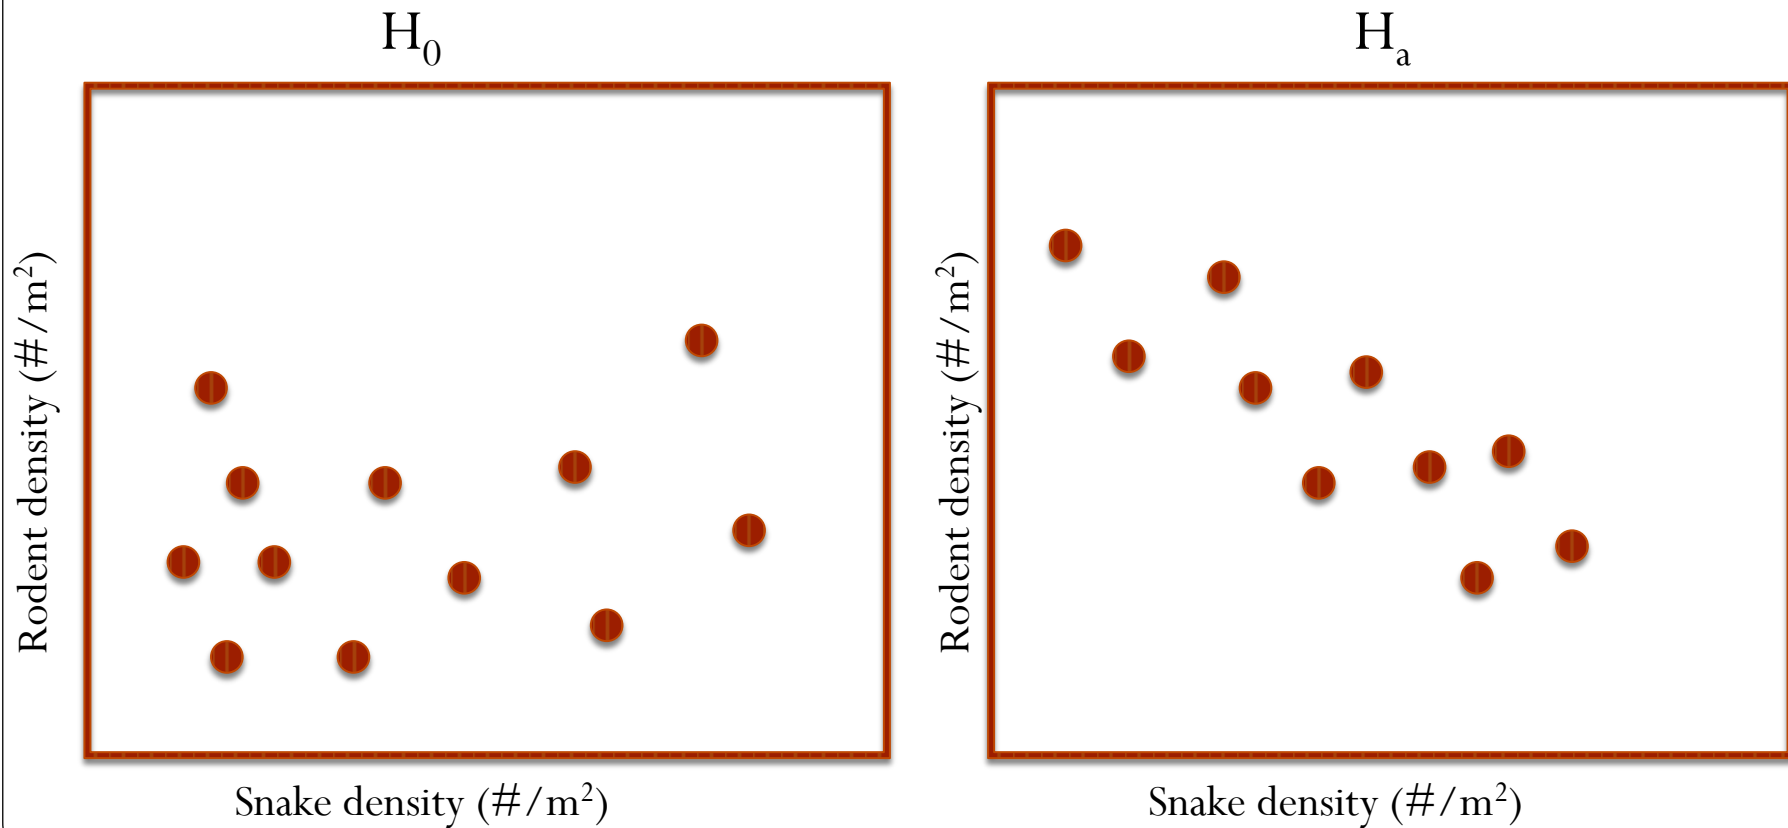 H₀
Hₐ
Rodent density (#/m²)
Snake density (#/m²)
Rodent density (#/m²)
Snake density (#/m²)